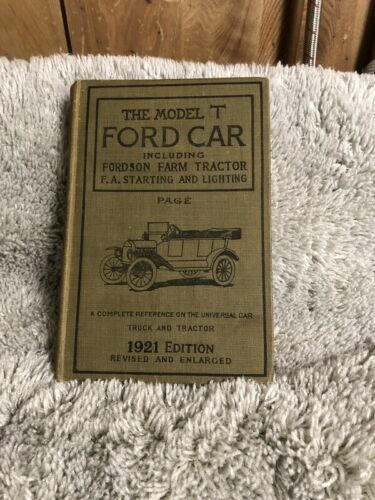 THE MODEL T
FORD CAR
INCLUDING
FORDSON FARM TRACTOR
F.A. STARTING AND LIGHTING
PAGÉ
A COMPLETE REFERENCE ON THE UNIVERSAL CAR
TRUCK AND TRACTOR
1921 EDITION
REVISED AND ENLARGED